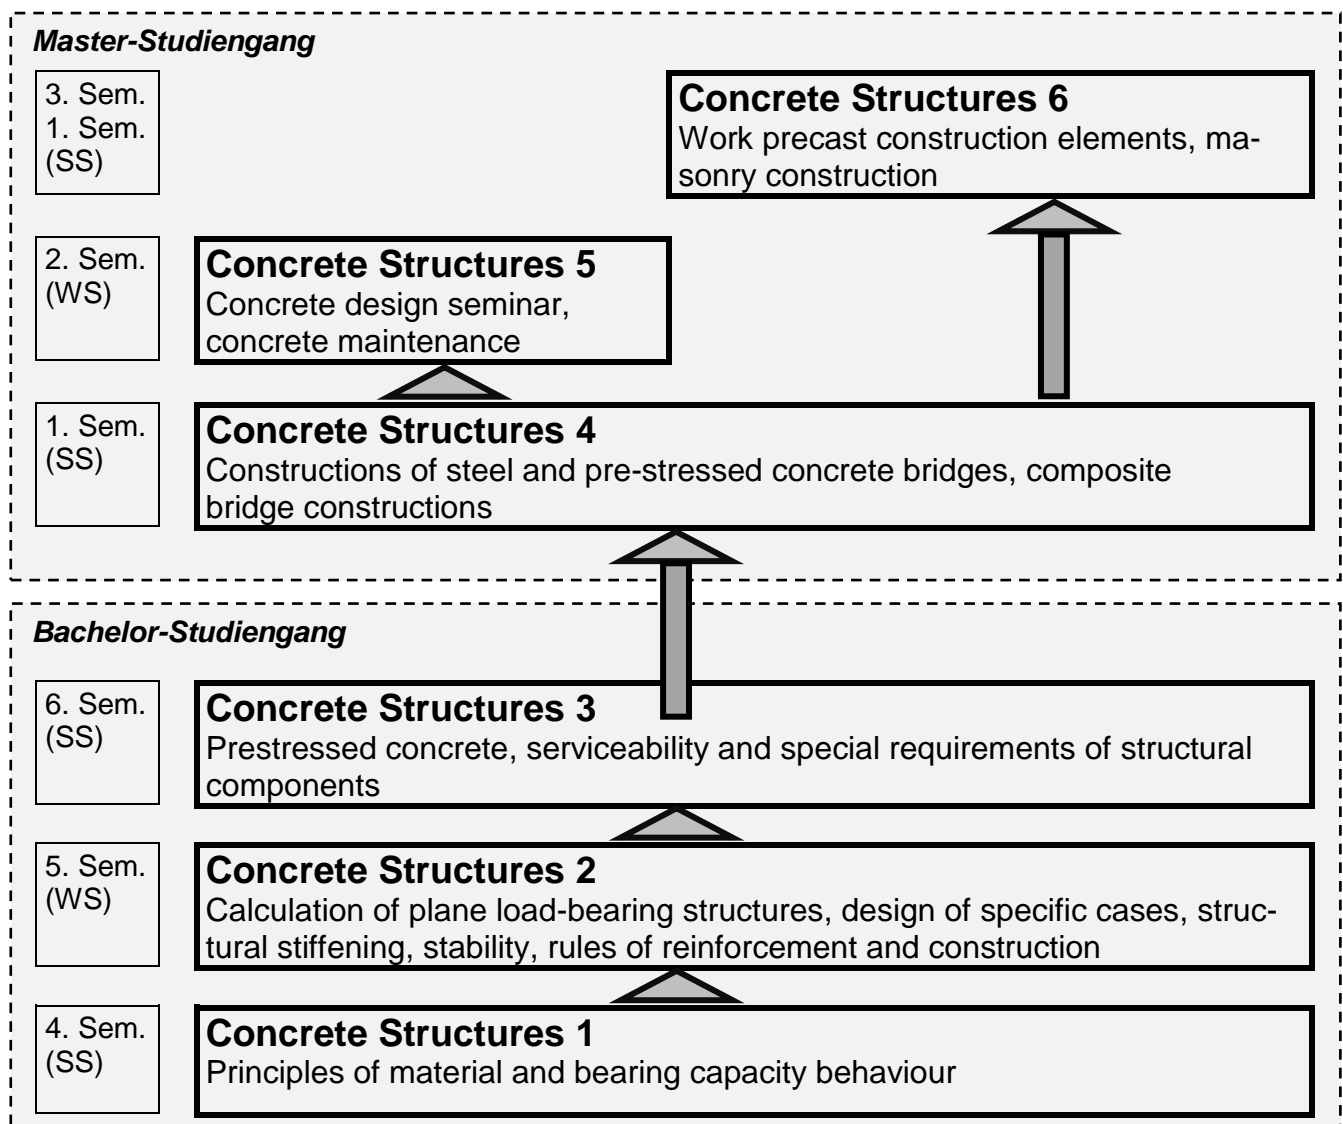 Master-Studiengang
3. Sem.
1. Sem.
(SS)
Concrete Structures 6
Work precast construction elements, ma-
sonry construction
2. Sem.
(WS)
Concrete Structures 5
Concrete design seminar,
concrete maintenance
1. Sem.
(SS)
Concrete Structures 4
Constructions of steel and pre-stressed concrete bridges, composite
bridge constructions
Bachelor-Studiengang
6. Sem.
(SS)
Concrete Structures 3
Prestressed concrete, serviceability and special requirements of structural
components
5. Sem.
(WS)
Concrete Structures 2
Calculation of plane load-bearing structures, design of specific cases, struc-
tural stiffening, stability, rules of reinforcement and construction
4. Sem.
(SS)
Concrete Structures 1
Principles of material and bearing capacity behaviour